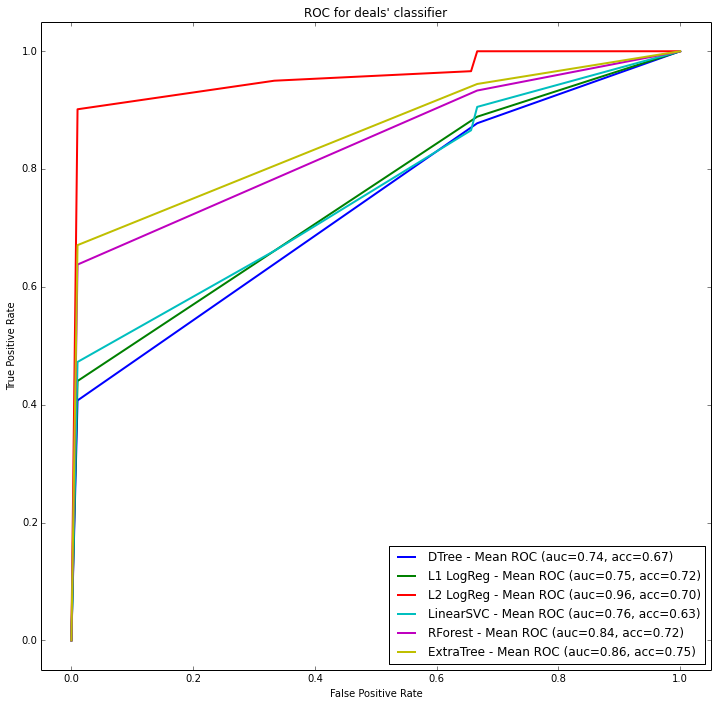 ROC for deals' classifier
1.0
0.8
0.6
0.4
0.2
0.0
True Positive Rate
DTree - Mean ROC (auc=0.74, acc=0.67)
L1 LogReg - Mean ROC (auc=0.75, acc=0.72)
L2 LogReg - Mean ROC (auc=0.96, acc=0.70)
LinearSVC - Mean ROC (auc=0.76, acc=0.63)
RForest - Mean ROC (auc=0.84, acc=0.72)
ExtraTree - Mean ROC (auc=0.86, acc=0.75)
0.0 0.2 0.4 0.6 0.8 1.0
False Positive Rate